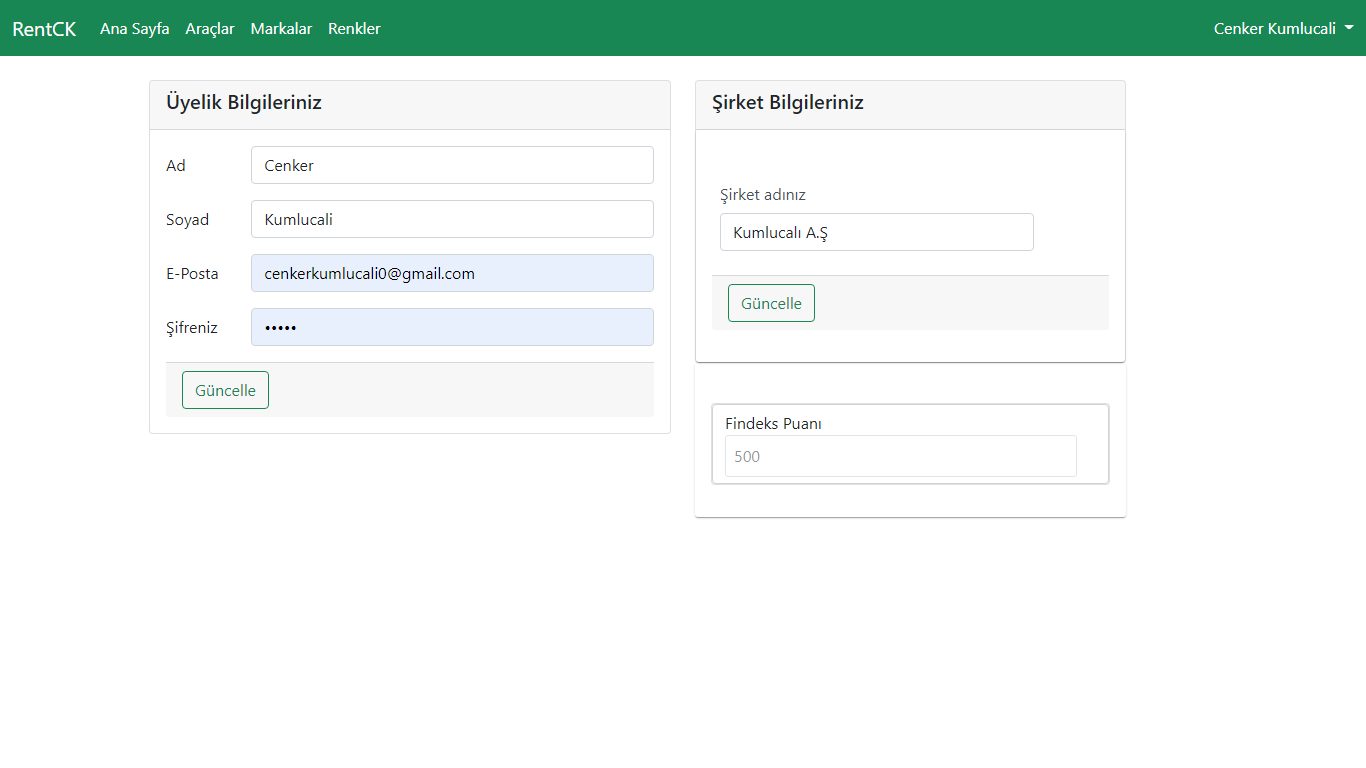 RentCK Ana Sayfa Araçlar Markalar Renkler Cenker Kumlucali
Üyelik Bilgileriniz
Ad Cenker
Soyad Kumlucali
E-Posta cenkerkumlucali0@gmail.com
Şifreniz •••••
Güncelle
Şirket Bilgileriniz
Şirket adınız
Kumlucalı A.Ş
Güncelle
Findeks Puanı
500